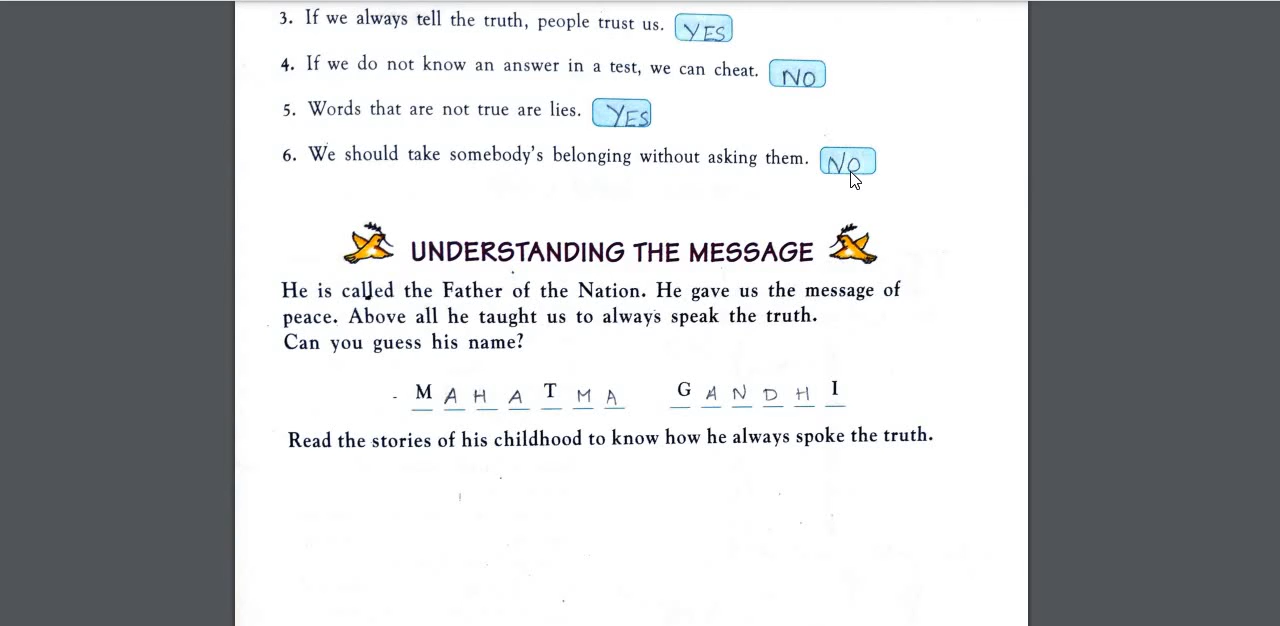 3. If we always tell the truth, people trust us. YES
4. If we do not know an answer in a test, we can cheat. NO
5. Words that are not true are lies. YES
6. We should take somebody's belonging without asking them. NO
UNDERSTANDING THE MESSAGE
He is called the Father of the Nation. He gave us the message of
peace. Above all he taught us to always speak the truth.
Can you guess his name?
M A H A T M A G A N D H I
Read the stories of his childhood to know how he always spoke the truth.